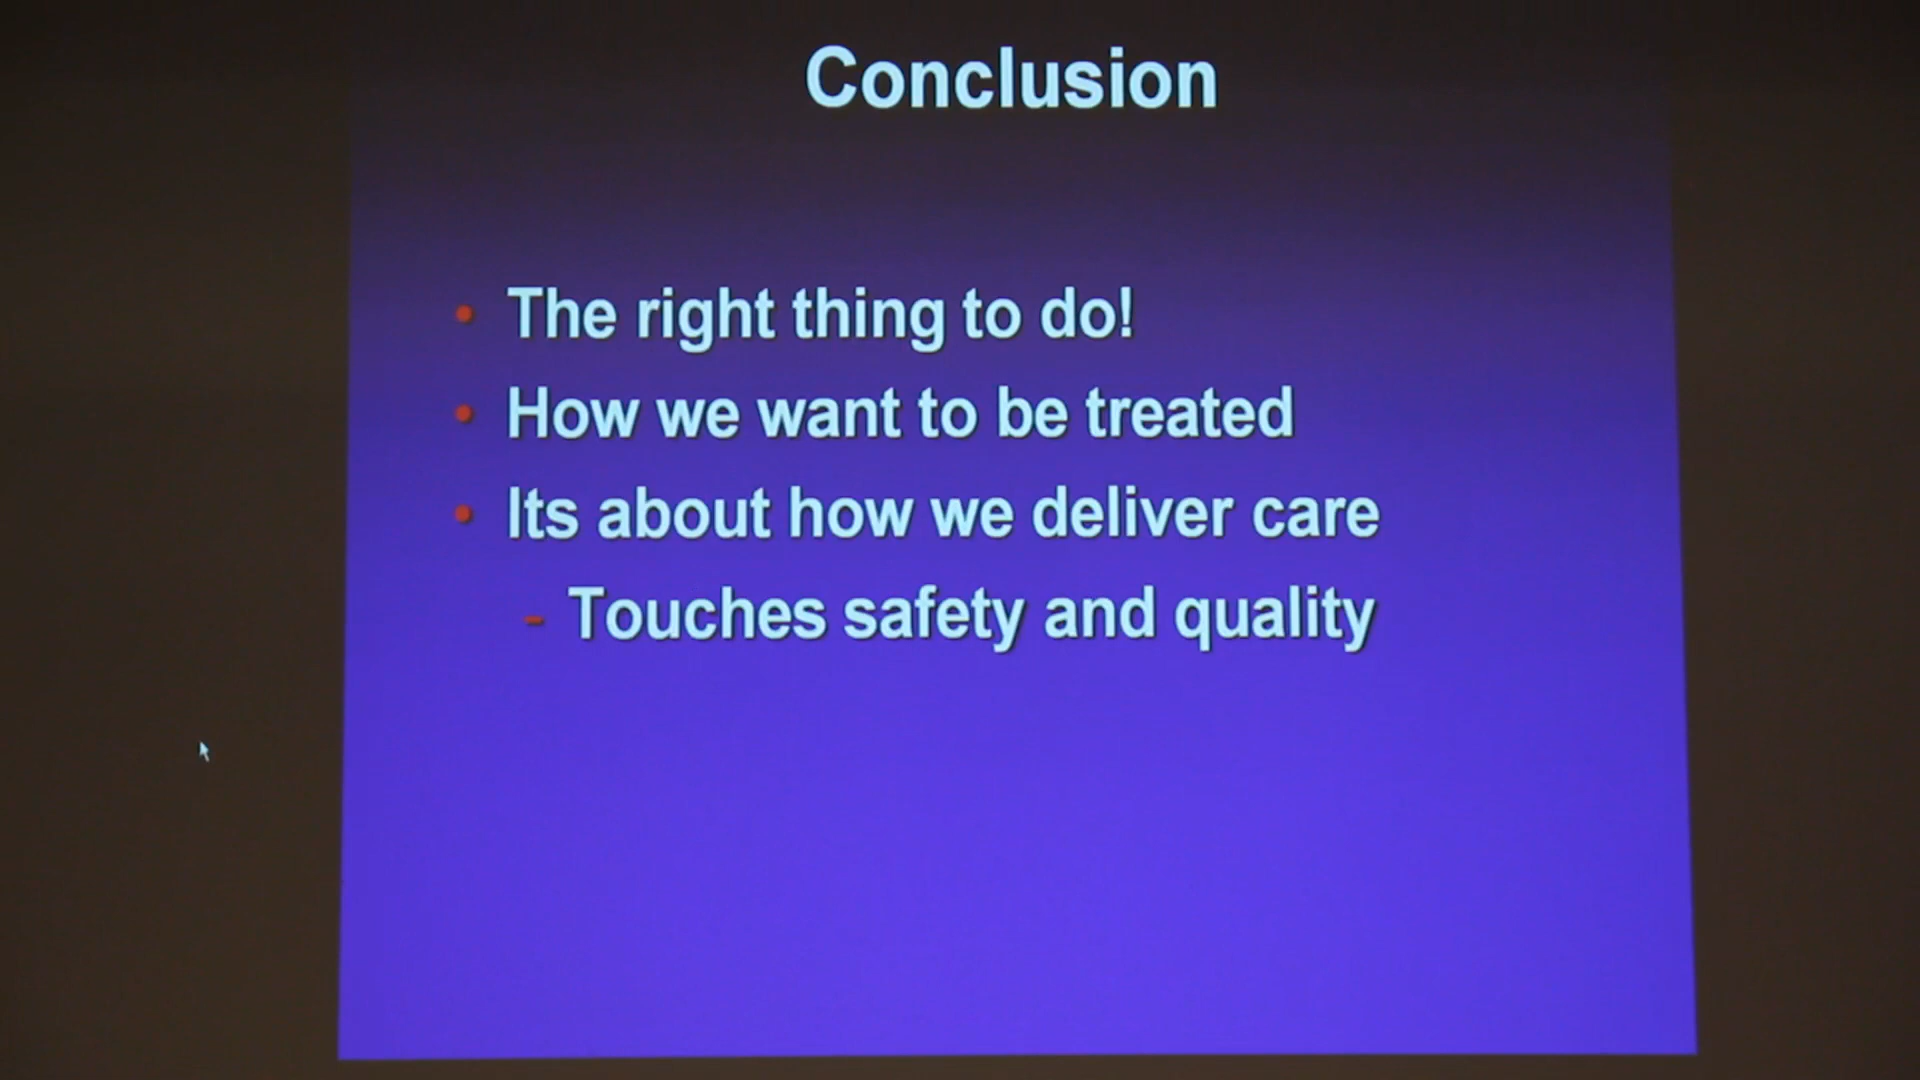 Conclusion
• The right thing to do!
• How we want to be treated
• Its about how we deliver care
- Touches safety and quality